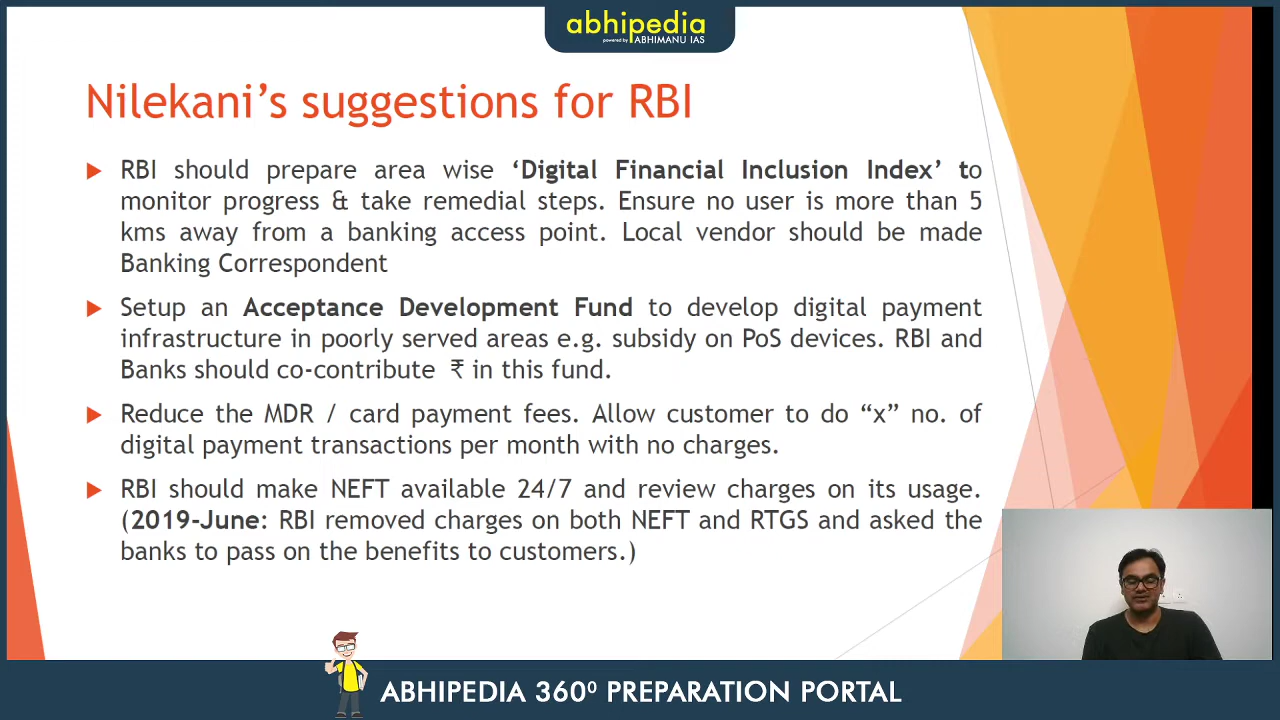 abhipedia
powered by ABHIMANU IAS
Nilekani’s suggestions for RBI
RBI should prepare area wise ‘Digital Financial Inclusion Index’ to
monitor progress & take remedial steps. Ensure no user is more than 5
kms away from a banking access point. Local vendor should be made
Banking Correspondent
Setup an Acceptance Development Fund to develop digital payment
infrastructure in poorly served areas e.g. subsidy on PoS devices. RBI and
Banks should co-contribute ₹ in this fund.
Reduce the MDR / card payment fees. Allow customer to do “x” no. of
digital payment transactions per month with no charges.
RBI should make NEFT available 24/7 and review charges on its usage.
(2019-June: RBI removed charges on both NEFT and RTGS and asked the
banks to pass on the benefits to customers.)
ABHIPEDIA 360⁰ PREPARATION PORTAL